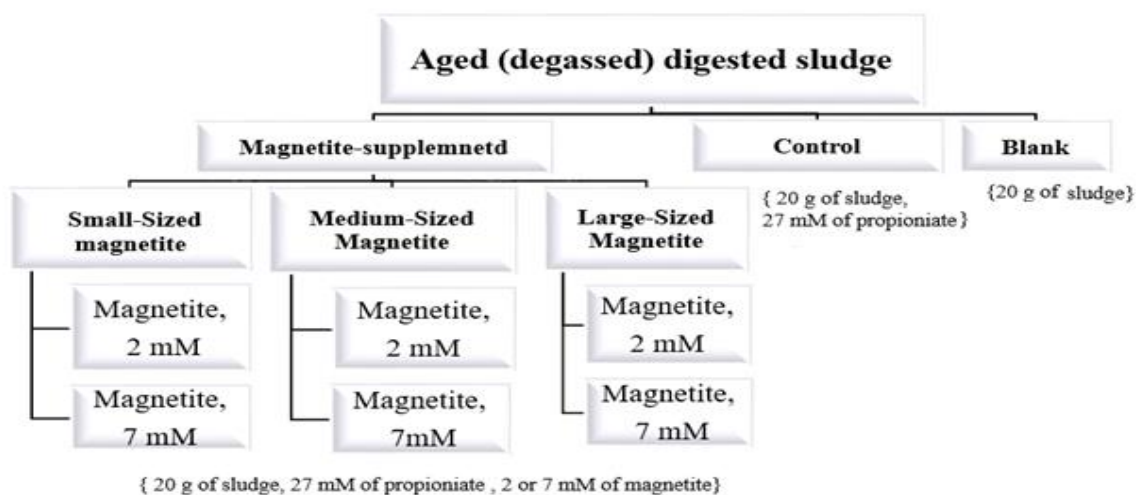 Aged (degassed) digested sludge
Magnetite-supplemnetd
Control
Blank
{ 20 g of sludge,
27 mM of propioniate}
{20 g of sludge}
Small-Sized
magnetite
Medium-Sized
Magnetite
Large-Sized
Magnetite
Magnetite,
2 mM
Magnetite,
7 mM
Magnetite,
2 mM
Magnetite,
7mM
Magnetite,
2 mM
Magnetite,
7 mM
{ 20 g of sludge, 27 mM of propioniate , 2 or 7 mM of magnetite}